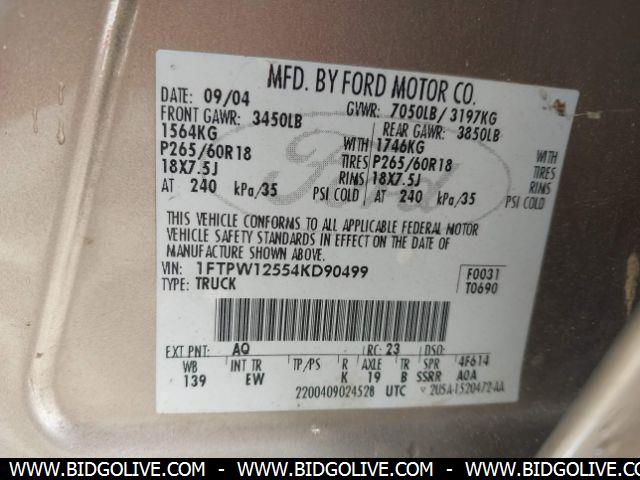 MFD. BY FORD MOTOR CO.
DATE: 09/04 GVWR: 7050LB/ 3197KG
FRONT GAWR: 3450LB REAR GAWR: 3850LB
1564KG WITH 1746KG WITH
P265/60R18 TIRES P265/60R18 TIRES
18X7.5J RIMS 18X7.5J RIMS
AT 240 kPa/35 PSI COLD AT 240 kPa/35 PSI COLD
Ford
THIS VEHICLE CONFORMS TO ALL APPLICABLE FEDERAL MOTOR
VEHICLE SAFETY STANDARDS IN EFFECT ON THE DATE OF
MANUFACTURE SHOWN ABOVE.
VIN: 1FTPW12554KD90499 F0031
TYPE: TRUCK T0690
EXT PNT: AQ RC: 23 DSO:
WB INT TR TP/PS R AXLE TR SPR 4F614
139 EW K 19 B SSRR AOA
2200409024528 UTC 2U5A-1520472-AA
WWW.BIDGOLIVE.COM - WWW.BIDGOLIVE.COM - WWW.BIDGOLIVE.COM